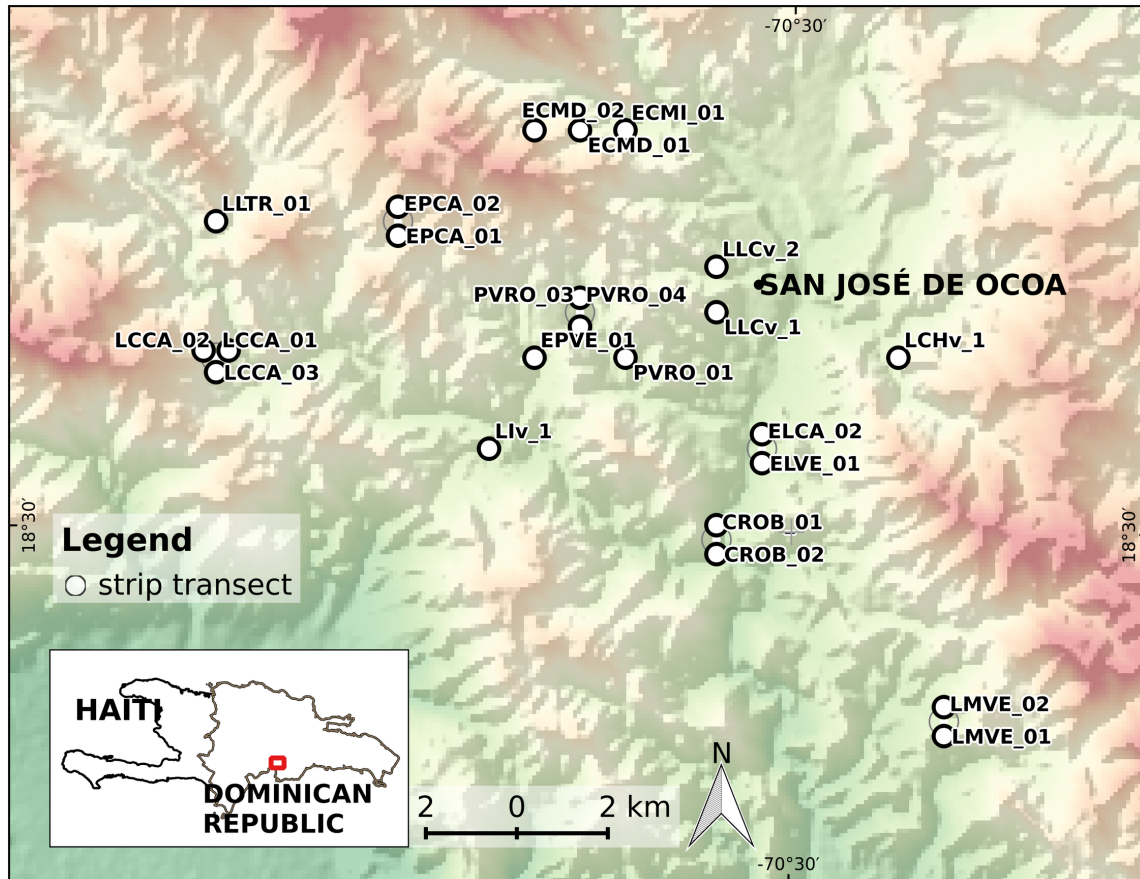 -70°30′
ECMD_02
ECMI_01
ECMD_01
LLTR_01
EPCA_02
EPCA_01
LLCv_2
SAN JOSÉ DE OCOA
PVRO_03
PVRO_04
LLCv_1
LCCA_02
LCCA_01
EPVE_01
LCHv_1
LCCA_03
PVRO_01
LIv_1
ELCA_02
ELVE_01
18°30′
CROB_01
18°30′
Legend
CROB_02
strip transect
HAITI
DOMINICAN
REPUBLIC
LMVE_02
LMVE_01
N
2 0 2 km
-70°30′